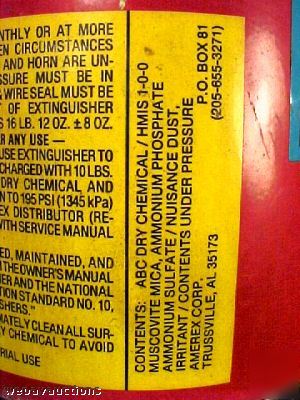 NTHLY OR AT MORE
EN CIRCUMSTANCES
AND HORN ARE UN-
SSURE MUST BE IN
& WIRE SEAL MUST BE
T OF EXTINGUISHER
S 16 LB. 12 OZ. ± 8 OZ.
R ANY USE —
USE EXTINGUISHER TO
CHARGED WITH 10 LBS.
DRY CHEMICAL AND
N TO 195 PSI (1345 kPa)
EX DISTRIBUTOR (RE-
WITH SERVICE MANUAL
ED, MAINTAINED, AND
THE OWNER'S MANUAL
ER AND THE NATIONAL
TION STANDARD NO. 10,
SHERS."
MATELY CLEAN ALL SUR-
Y CHEMICAL TO AVOID
RIAL USE
CONTENTS: ABC DRY CHEMICAL / HMIS 1-0-0
MUSCOVITE MICA, AMMONIUM PHOSPHATE
AMMONIUM SULFATE / NUISANCE DUST,
IRRITANT / CONTENTS UNDER PRESSURE
AMEREX CORP. P.O. BOX 81
TRUSSVILLE, AL 35173 (205-655-3271)
webuyauctions